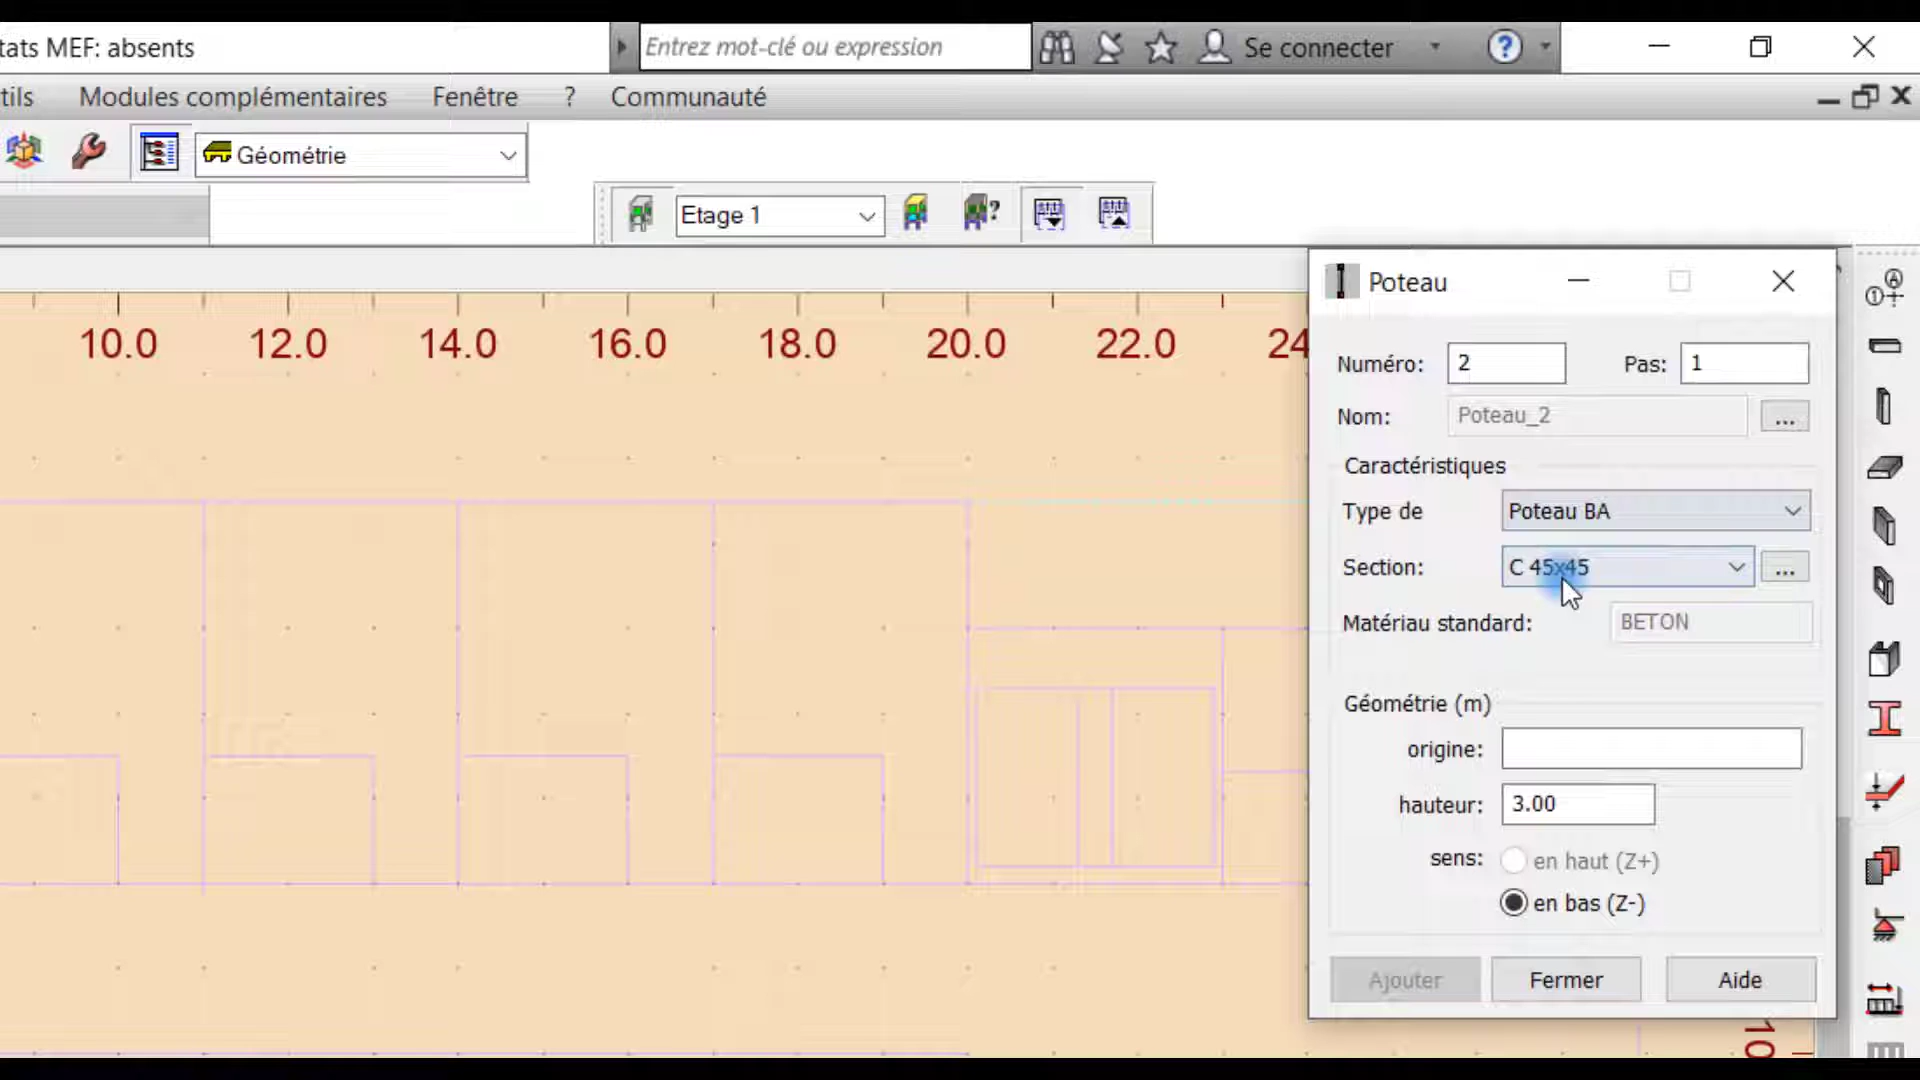 tats MEF: absents
Entrez mot-clé ou expression
Se connecter
?
tils Modules complémentaires Fenêtre ? Communauté
Géométrie
Etage 1
?
10.0 12.0 14.0 16.0 18.0 20.0 22.0 24
Poteau
Numéro: 2 Pas: 1
Nom: Poteau_2 ...
Caractéristiques
Type de Poteau BA
Section: C 45x45 ...
Matériau standard: BETON
Géométrie (m)
origine:
hauteur: 3.00
sens: en haut (Z+)
en bas (Z-)
Ajouter Fermer Aide
10